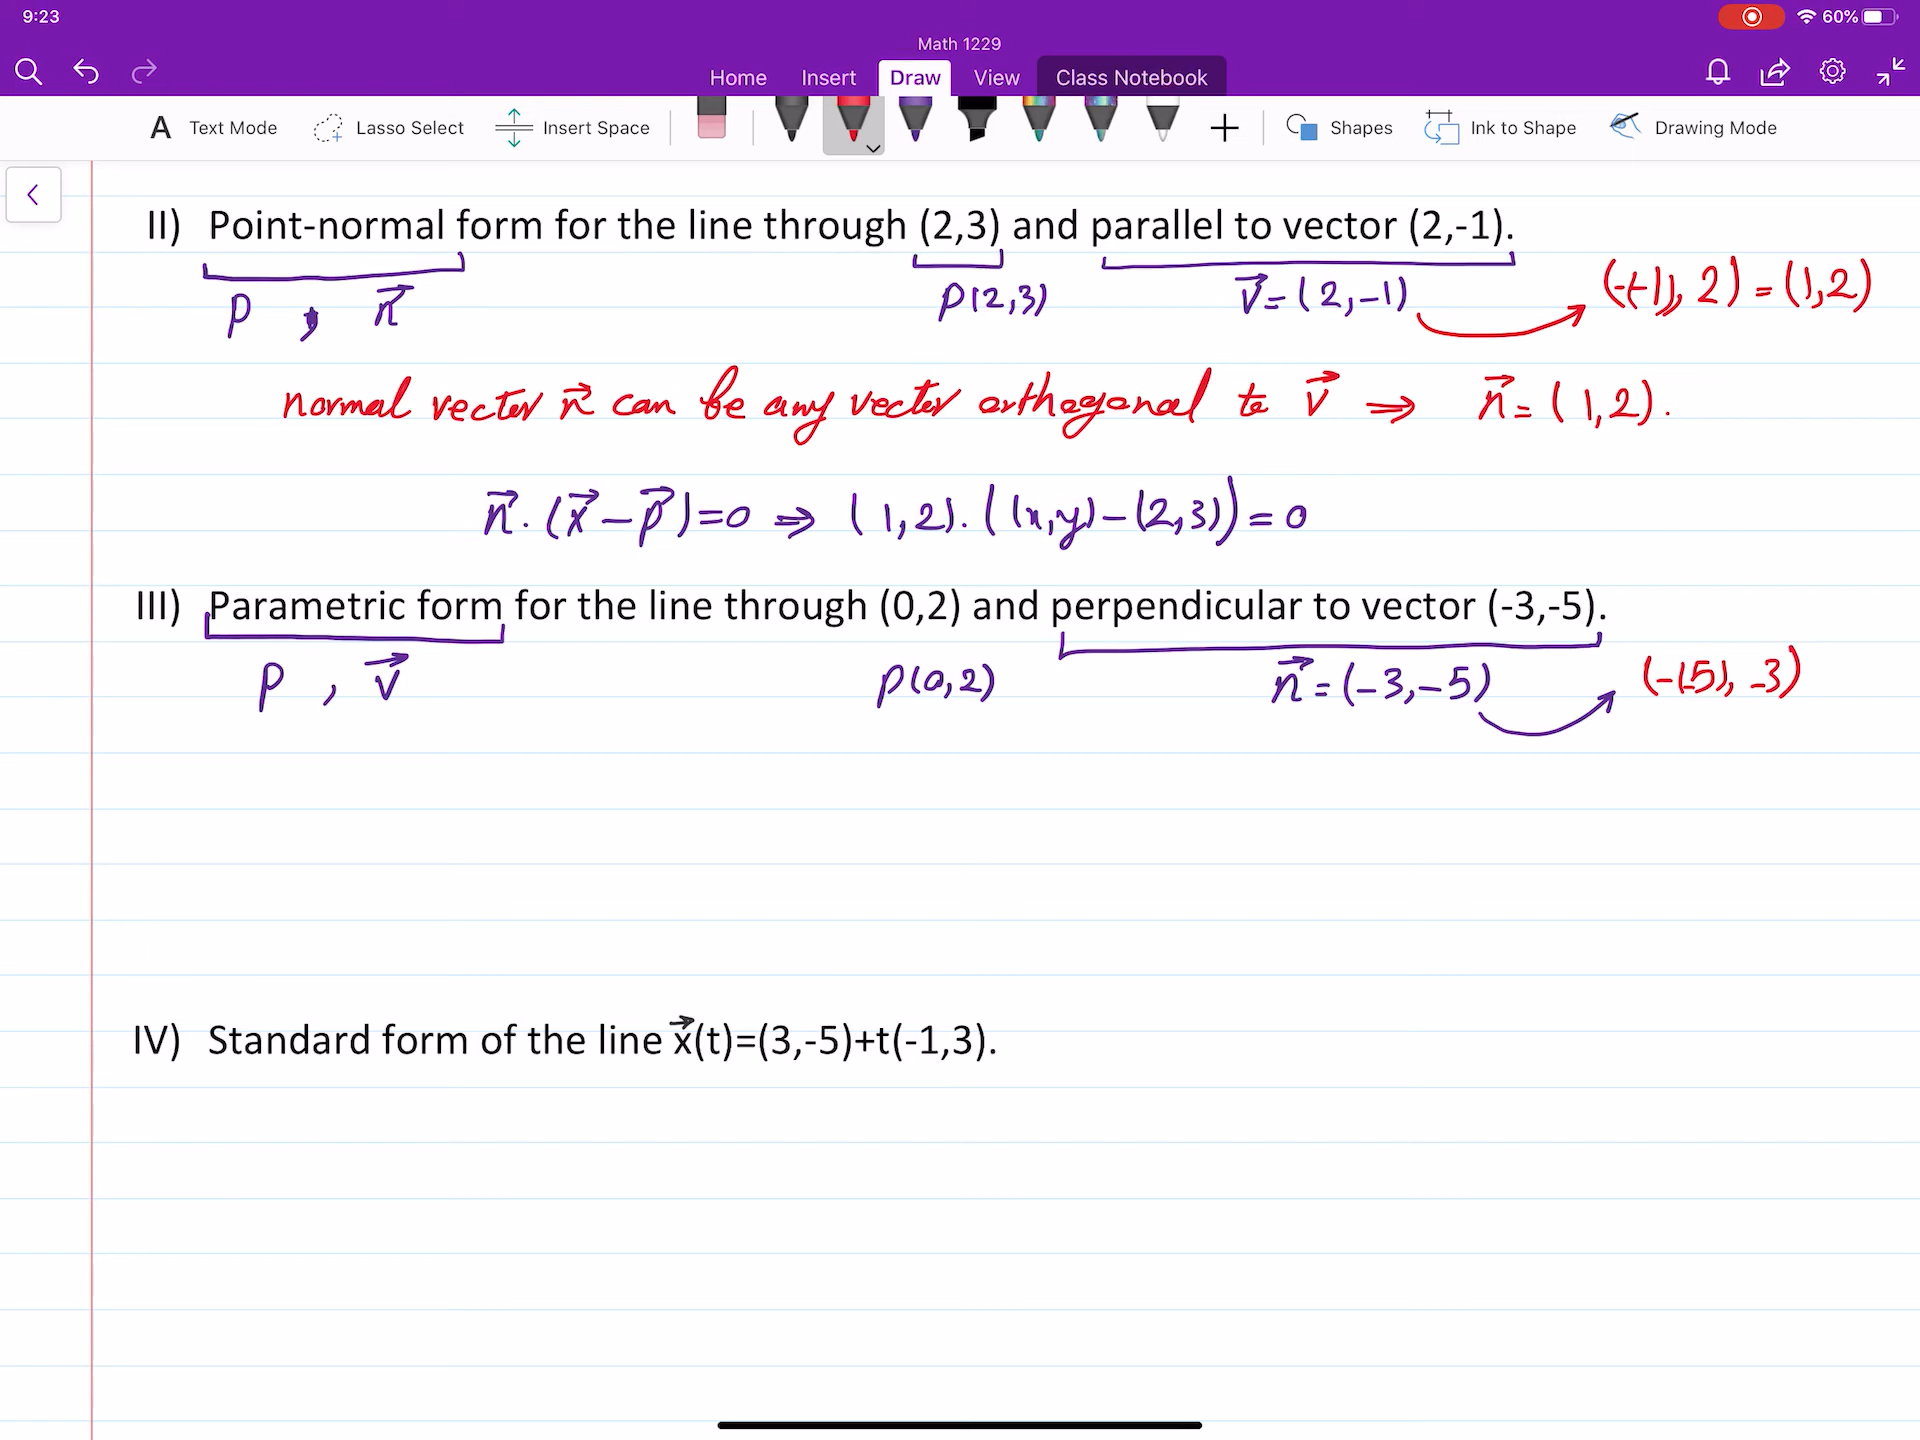 9:23
60%
Math 1229
Home Insert Draw View Class Notebook
A Text Mode Lasso Select Insert Space Shapes Ink to Shape Drawing Mode
II) Point-normal form for the line through (2,3) and parallel to vector (2,-1).
P , n⃗ P(2,3) v⃗=(2,-1) (-(-1), 2) = (1,2)
normal vector n⃗ can be any vector orthogonal to v⃗ ⇒ n⃗=(1,2).
n⃗.(x⃗-p⃗)=0 ⇒ (1,2).((x,y)-(2,3))=0
III) Parametric form for the line through (0,2) and perpendicular to vector (-3,-5).
P , v⃗ P(0,2) n⃗=(-3,-5) (-(-5), -3)
IV) Standard form of the line x⃗(t)=(3,-5)+t(-1,3).